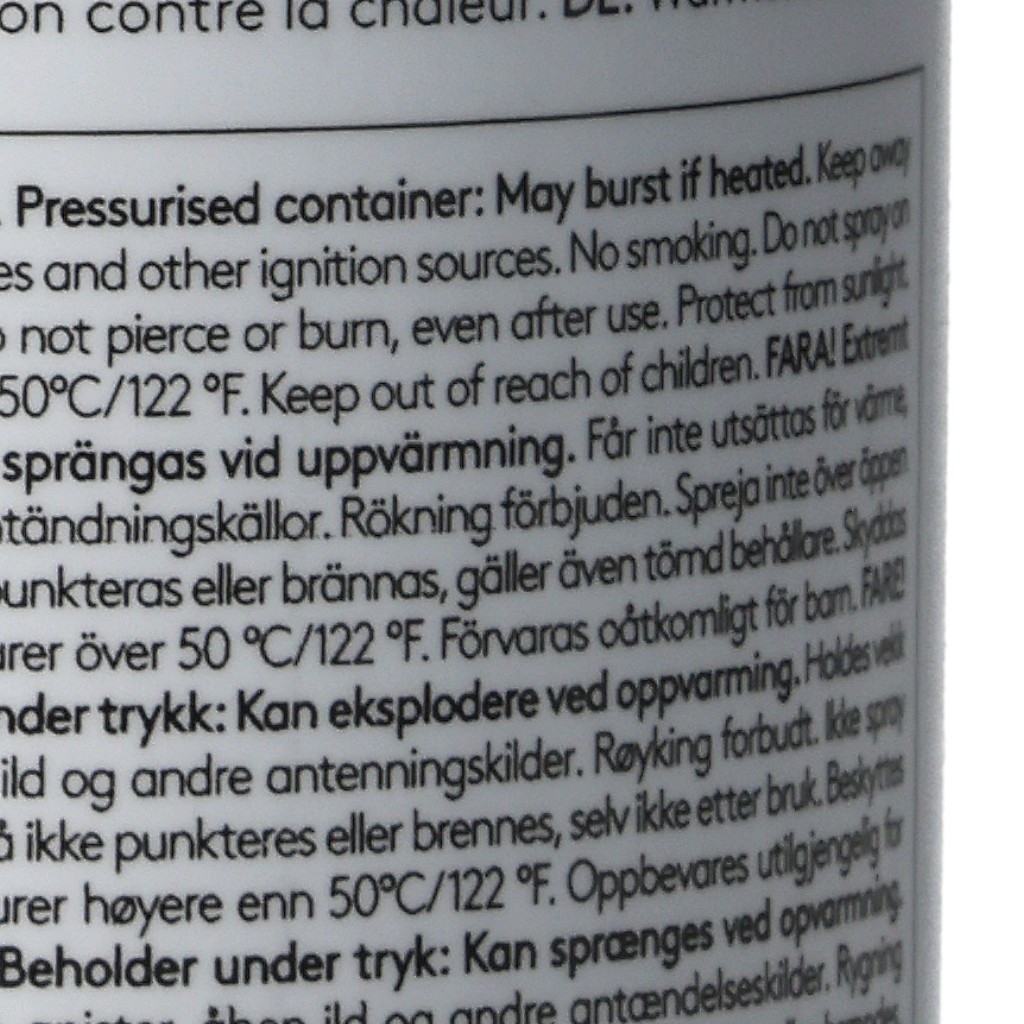 on contre la chaleur. DE:
. Pressurised container: May burst if heated. Keep away
es and other ignition sources. No smoking. Do not spray on
o not pierce or burn, even after use. Protect from sunlight.
50°C/122 °F. Keep out of reach of children. FARA! Extremt
sprängas vid uppvärmning. Får inte utsättas för värme,
tändningskällor. Rökning förbjuden. Spreja inte över öppen
punkteras eller brännas, gäller även tömd behållare. Skyddas
urer över 50 °C/122 °F. Förvaras oåtkomligt för barn. FARE!
nder trykk: Kan eksplodere ved oppvarming. Holdes vekk
ild og andre antenningskilder. Røyking forbudt. Ikke spray
å ikke punkteres eller brennes, selv ikke etter bruk. Beskyttes
urer høyere enn 50°C/122 °F. Oppbevares utilgjengelig for
Beholder under tryk: Kan sprænges ved opvarmning.
åben ild og andre antændelseskilder. Rygning